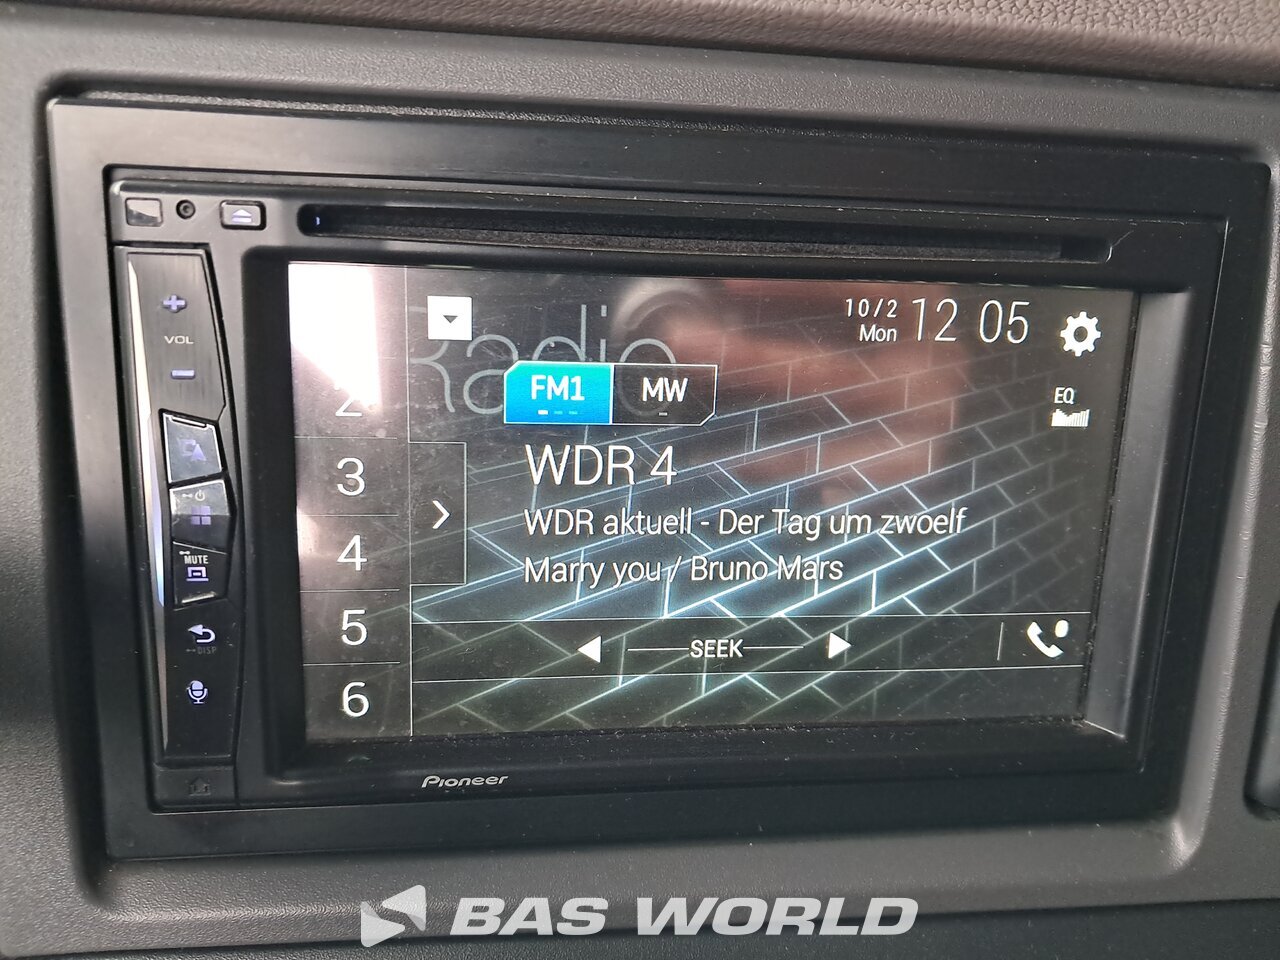 Radio
10/2
Mon
12 05
FM1
MW
EQ
VOL
2
3
4
5
6
WDR 4
WDR aktuell - Der Tag um zwoelf
Marry you / Bruno Mars
MUTE
DISP
SEEK
Pioneer
BAS WORLD